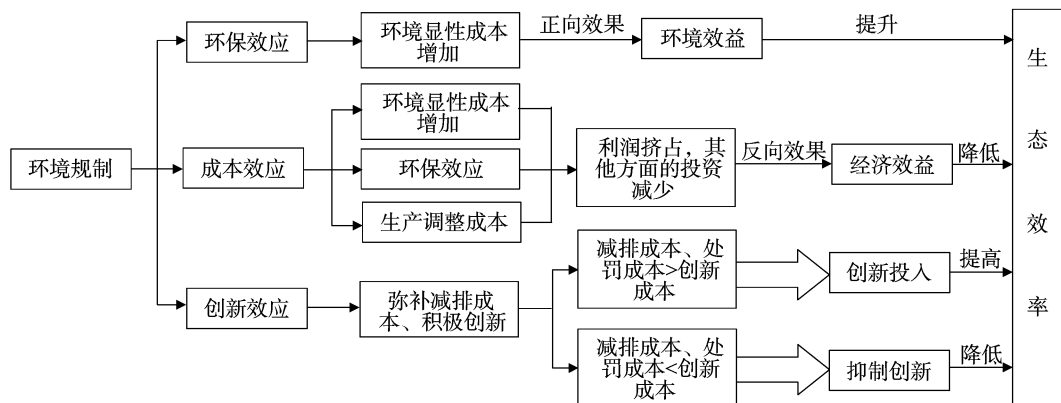 环境规制
环保效应
环境显性成本
增加
正向效果
环境效益
提升
成本效应
环境显性成本
增加
环保效应
生产调整成本
利润挤占，其
他方面的投资
减少
反向效果
经济效益
降低
创新效应
弥补减排成
本、积极创新
减排成本、处
罚成本>创新
成本
创新投入
提高
减排成本、处
罚成本<创新
成本
抑制创新
降低
生
态
效
率